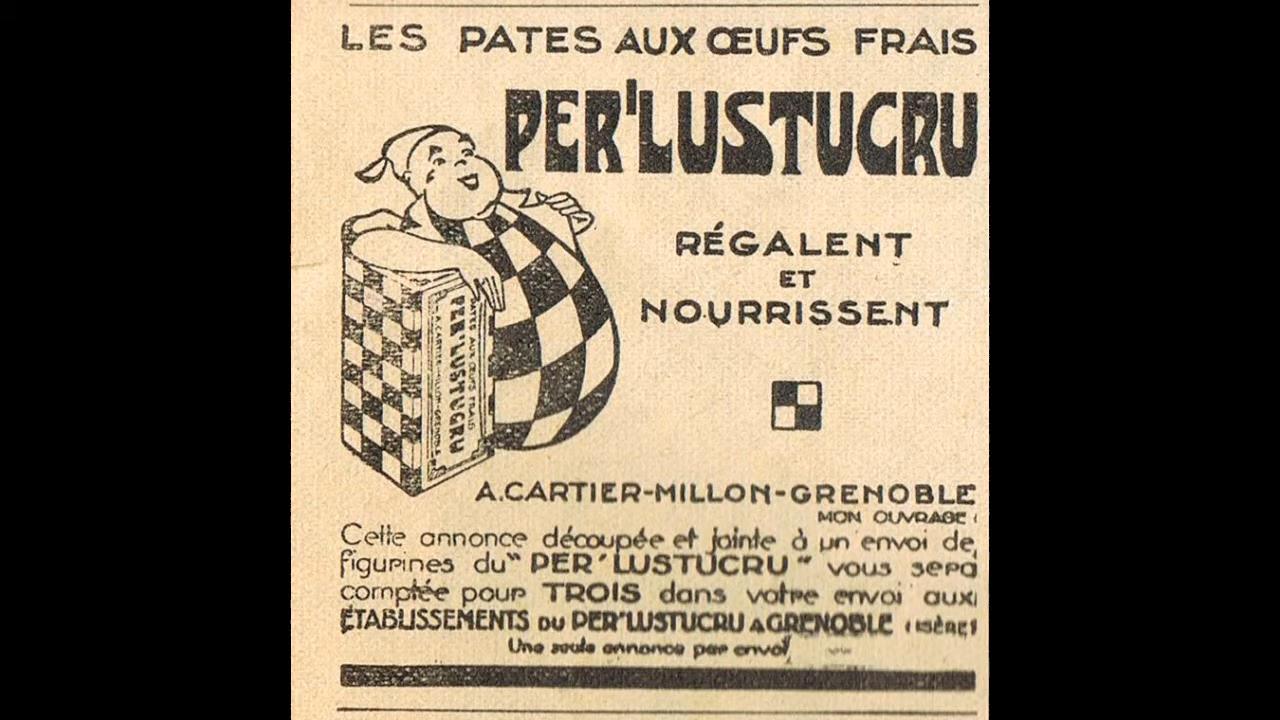 LES PATES AUX ŒUFS FRAIS
PER'LUSTUCRU
RÉGALENT
ET
NOURRISSENT
PATES AUX ŒUFS FRAIS
PER'LUSTUCRU
A. CARTIER-MILLON-GRENOBLE
A. CARTIER-MILLON-GRENOBLE
MON OUVRAGE
Cette annonce découpée et jointe à un envoi de
figurines du "PER'LUSTUCRU" vous sera
comptée pour TROIS dans votre envoi aux
ÉTABLISSEMENTS DU PER'LUSTUCRU A GRENOBLE (ISÈRE)
Une seule annonce par envoi